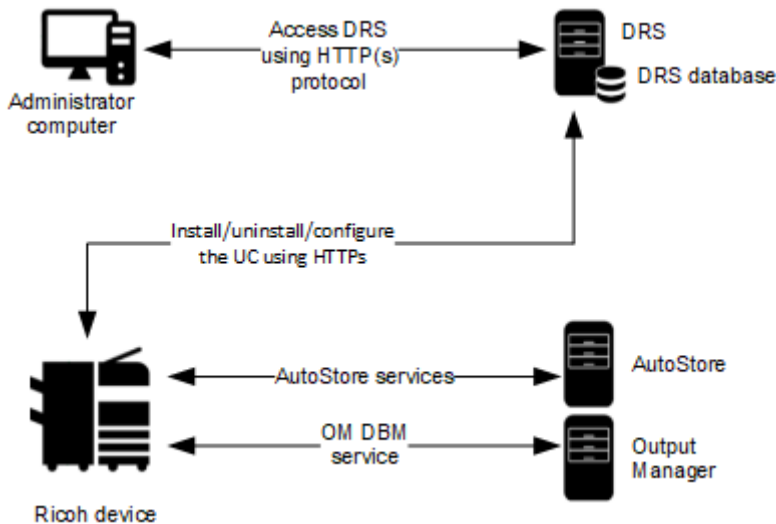 Access DRS
using HTTP(s)
protocol
DRS
DRS database
Administrator
computer
Install/uninstall/configure
the UC using HTTPs
AutoStore services
AutoStore
OM DBM
service
Output
Manager
Ricoh device